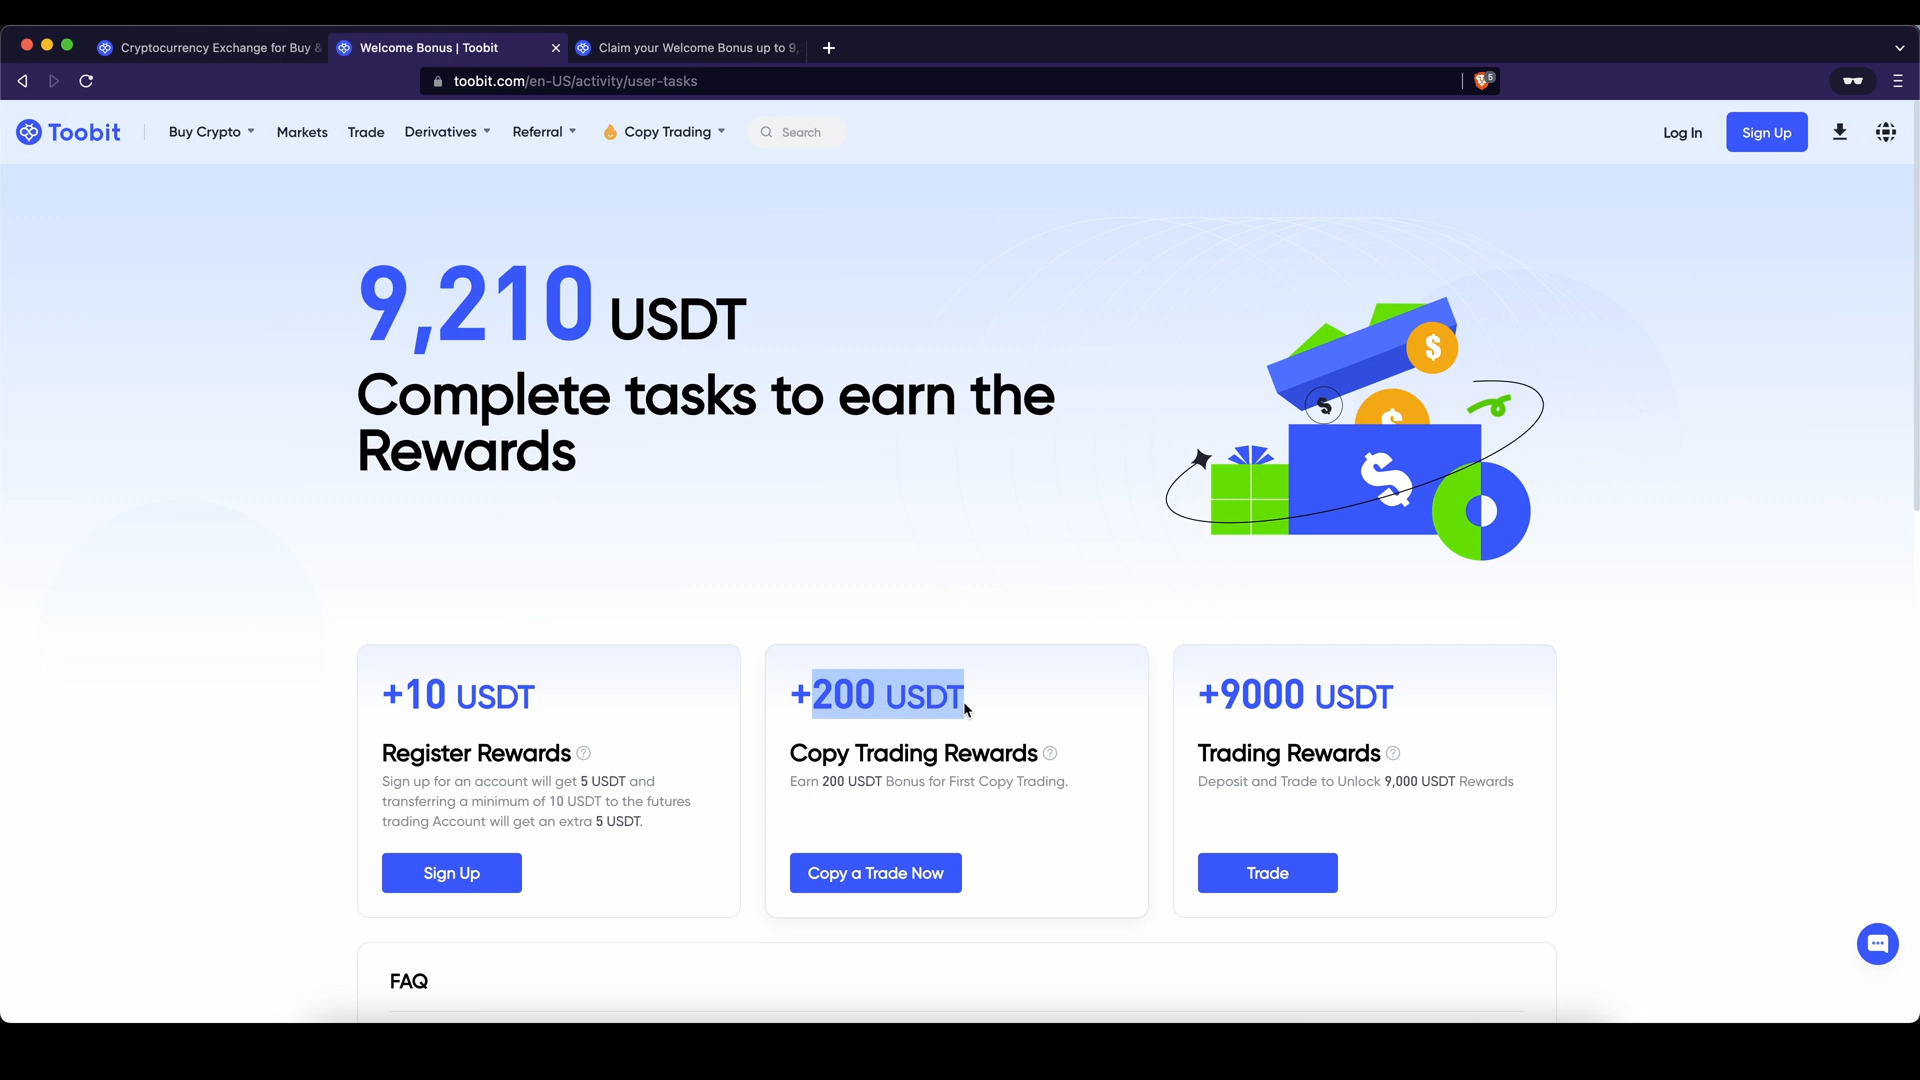 Cryptocurrency Exchange for Buy &
Welcome Bonus | Toobit
Claim your Welcome Bonus up to 9,
toobit.com/en-US/activity/user-tasks
5
Toobit
Buy Crypto
Markets
Trade
Derivatives
Referral
Copy Trading
Search
Log In
Sign Up
9,210 USDT
Complete tasks to earn the
Rewards
$
$
$
$
+10 USDT
Register Rewards ?
Sign up for an account will get 5 USDT and
transferring a minimum of 10 USDT to the futures
trading Account will get an extra 5 USDT.
Sign Up
+200 USDT
Copy Trading Rewards ?
Earn 200 USDT Bonus for First Copy Trading.
Copy a Trade Now
+9000 USDT
Trading Rewards ?
Deposit and Trade to Unlock 9,000 USDT Rewards
Trade
FAQ